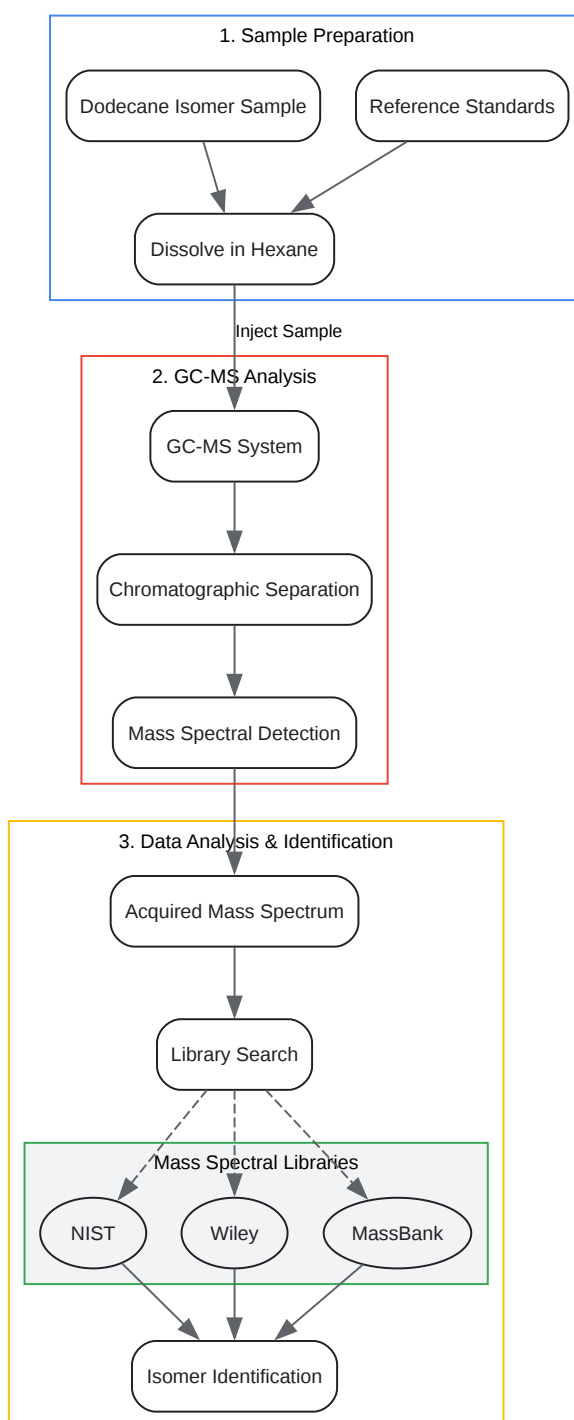 1. Sample Preparation
Dodecane Isomer Sample
Reference Standards
Dissolve in Hexane
Inject Sample
2. GC-MS Analysis
GC-MS System
Chromatographic Separation
Mass Spectral Detection
3. Data Analysis & Identification
Acquired Mass Spectrum
Library Search
Mass Spectral Libraries
NIST
Wiley
MassBank
Isomer Identification